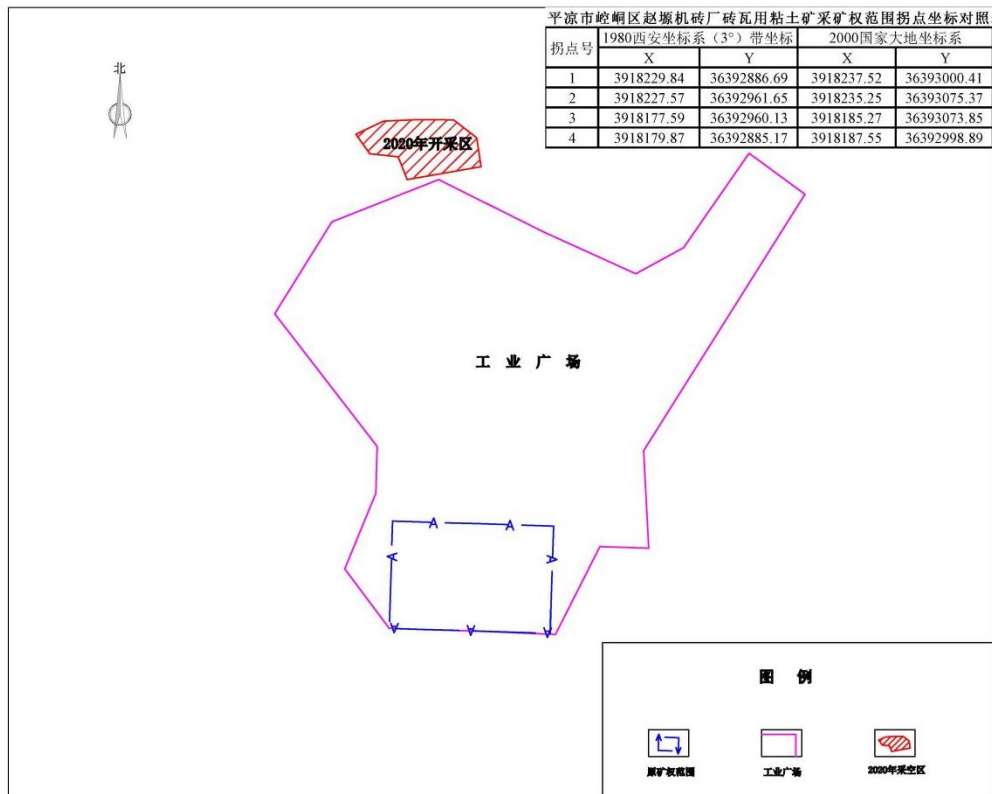 平凉市崆峒区赵塬机砖厂砖瓦用粘土矿采矿权范围拐点坐标对照
拐点号 1980西安坐标系（3°）带坐标 2000国家大地坐标系
X Y X Y
1 3918229.84 36392886.69 3918237.52 36393000.41
2 3918227.57 36392961.65 3918235.25 36393075.37
3 3918177.59 36392960.13 3918185.27 36393073.85
4 3918179.87 36392885.17 3918187.55 36392998.89
北
2020年开采区
工业广场
A A
A A
A A A
图例
原矿权范围 工业广场 2020年采空区